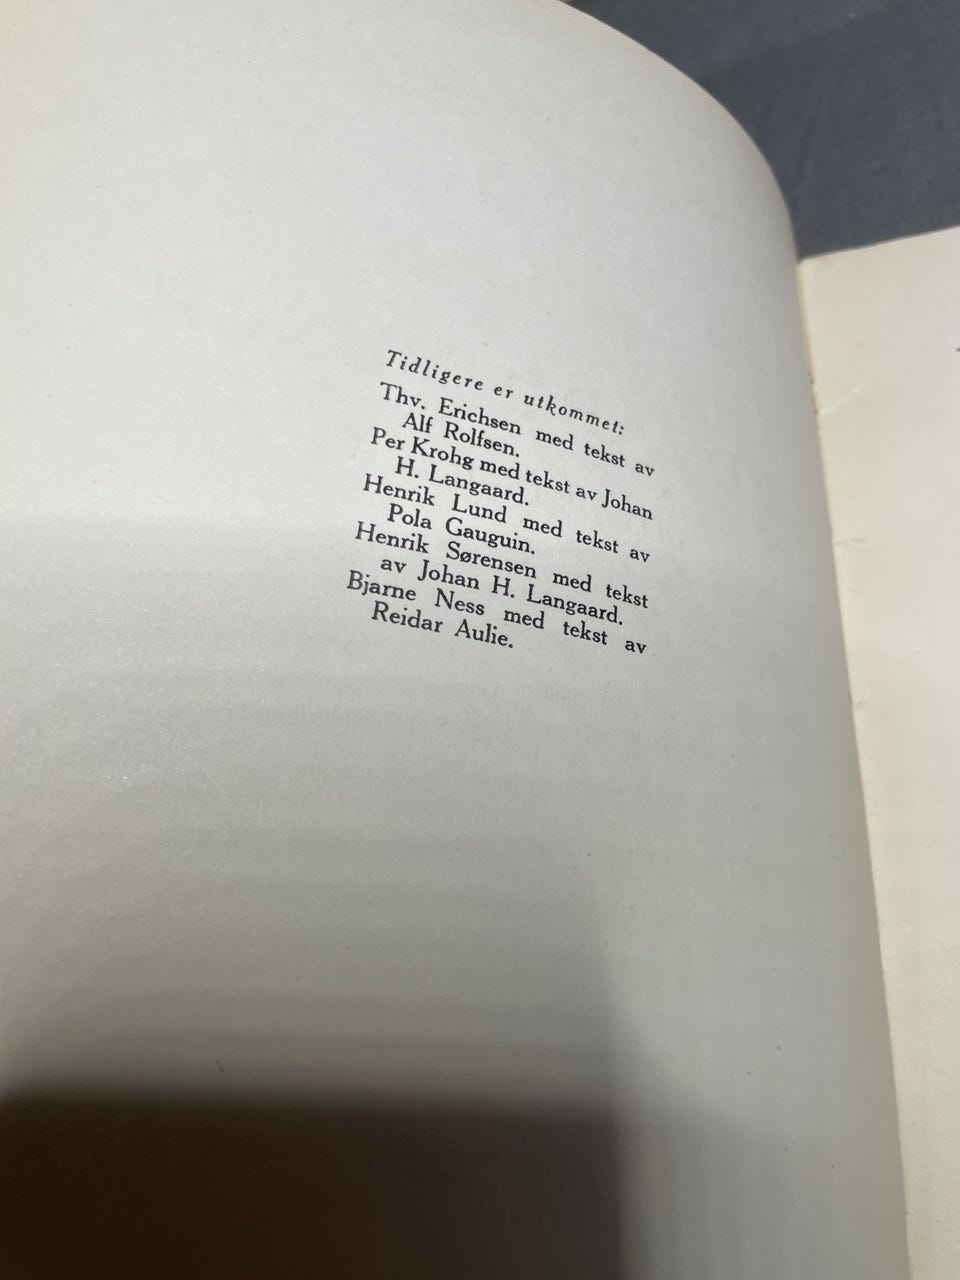 Tidligere er utkommet:
Thv. Erichsen med tekst av
Alf Rolfsen.
Per Krohg med tekst av Johan
H. Langaard.
Henrik Lund med tekst av
Pola Gauguin.
Henrik Sørensen med tekst
av Johan H. Langaard.
Bjarne Ness med tekst av
Reidar Aulie.